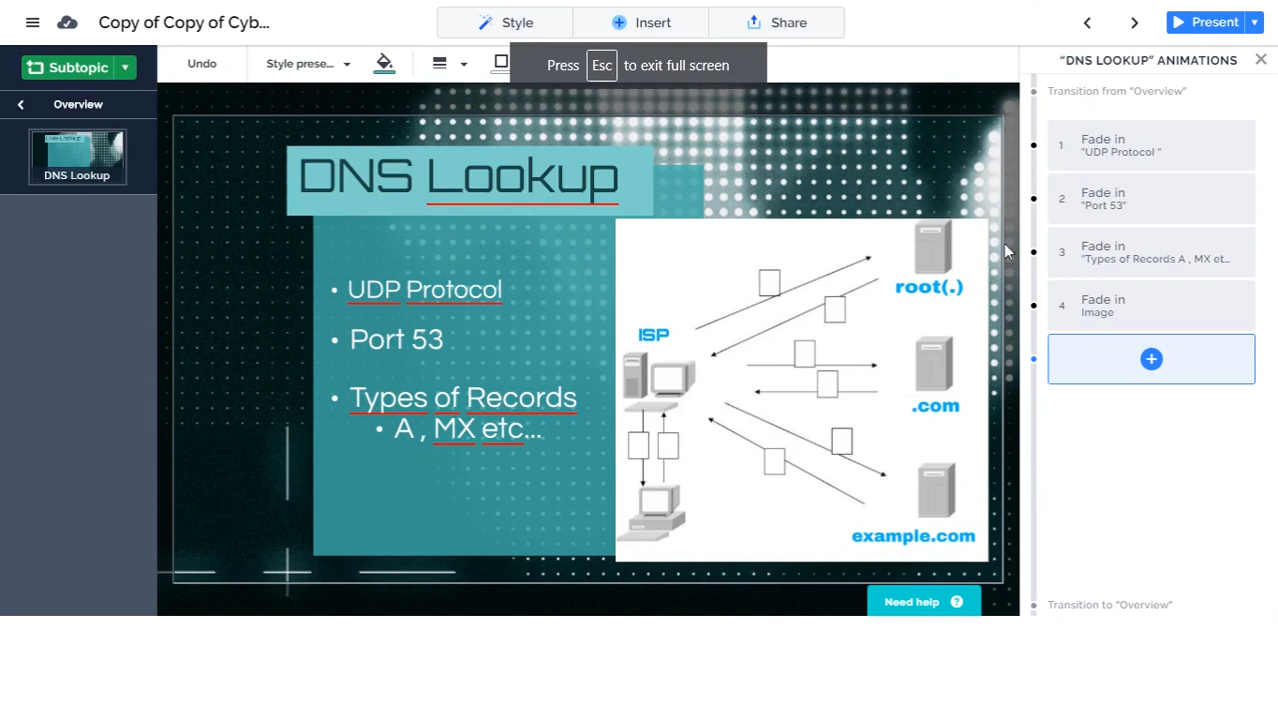 Copy of Copy of Cyb...
Style
Insert
Share
Present
Subtopic
Undo
Style prese...
Press Esc to exit full screen
"DNS LOOKUP" ANIMATIONS
Overview
DNS Lookup
DNS Lookup
DNS Lookup
• UDP Protocol
• Port 53
• Types of Records
• A , MX etc...
ISP
root(.)
.com
example.com
Need help ?
Transition from "Overview"
1 Fade in
"UDP Protocol "
2 Fade in
"Port 53"
3 Fade in
"Types of Records A , MX et...
4 Fade in
Image
Transition to "Overview"